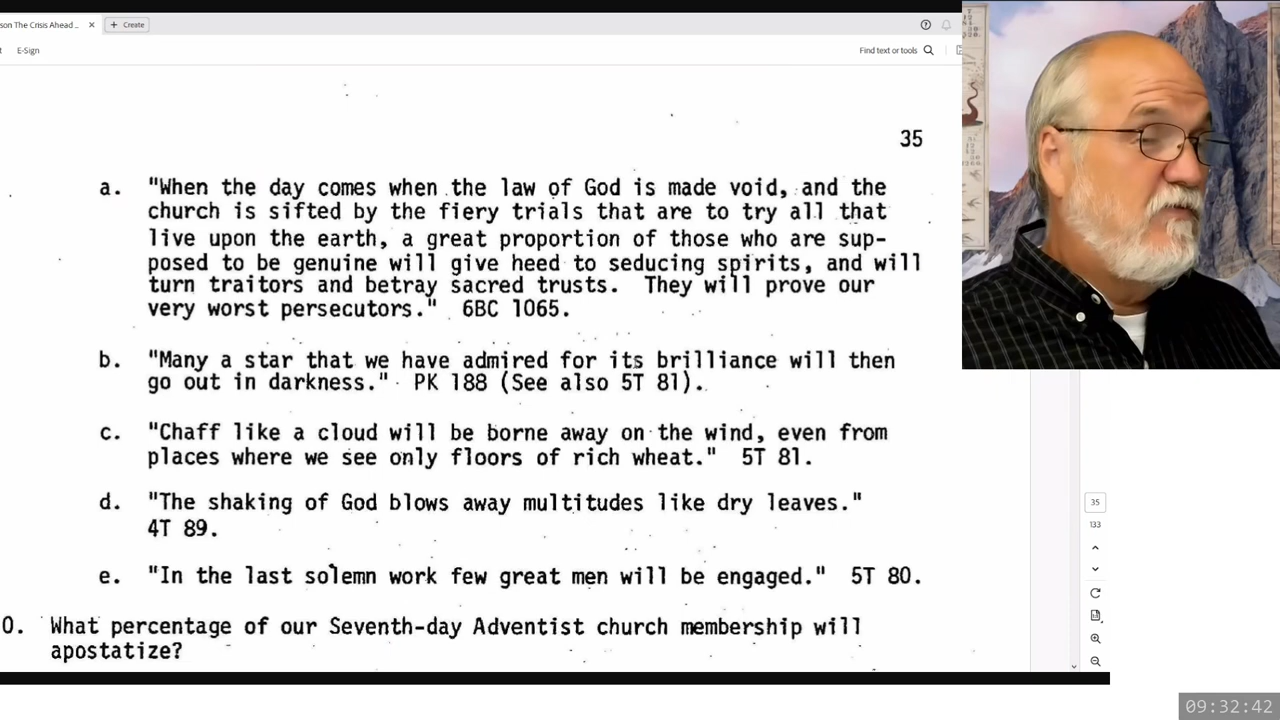 son The Crisis Ahead ...
Create
E-Sign
Find text or tools
35
a. "When the day comes when the law of God is made void, and the
church is sifted by the fiery trials that are to try all that
live upon the earth, a great proportion of those who are sup-
posed to be genuine will give heed to seducing spirits, and will
turn traitors and betray sacred trusts. They will prove our
very worst persecutors." 6BC 1065.
b. "Many a star that we have admired for its brilliance will then
go out in darkness." PK 188 (See also 5T 81).
c. "Chaff like a cloud will be borne away on the wind, even from
places where we see only floors of rich wheat." 5T 81.
d. "The shaking of God blows away multitudes like dry leaves."
4T 89.
e. "In the last solemn work few great men will be engaged." 5T 80.
0. What percentage of our Seventh-day Adventist church membership will
apostatize?
35
133
09:32:42